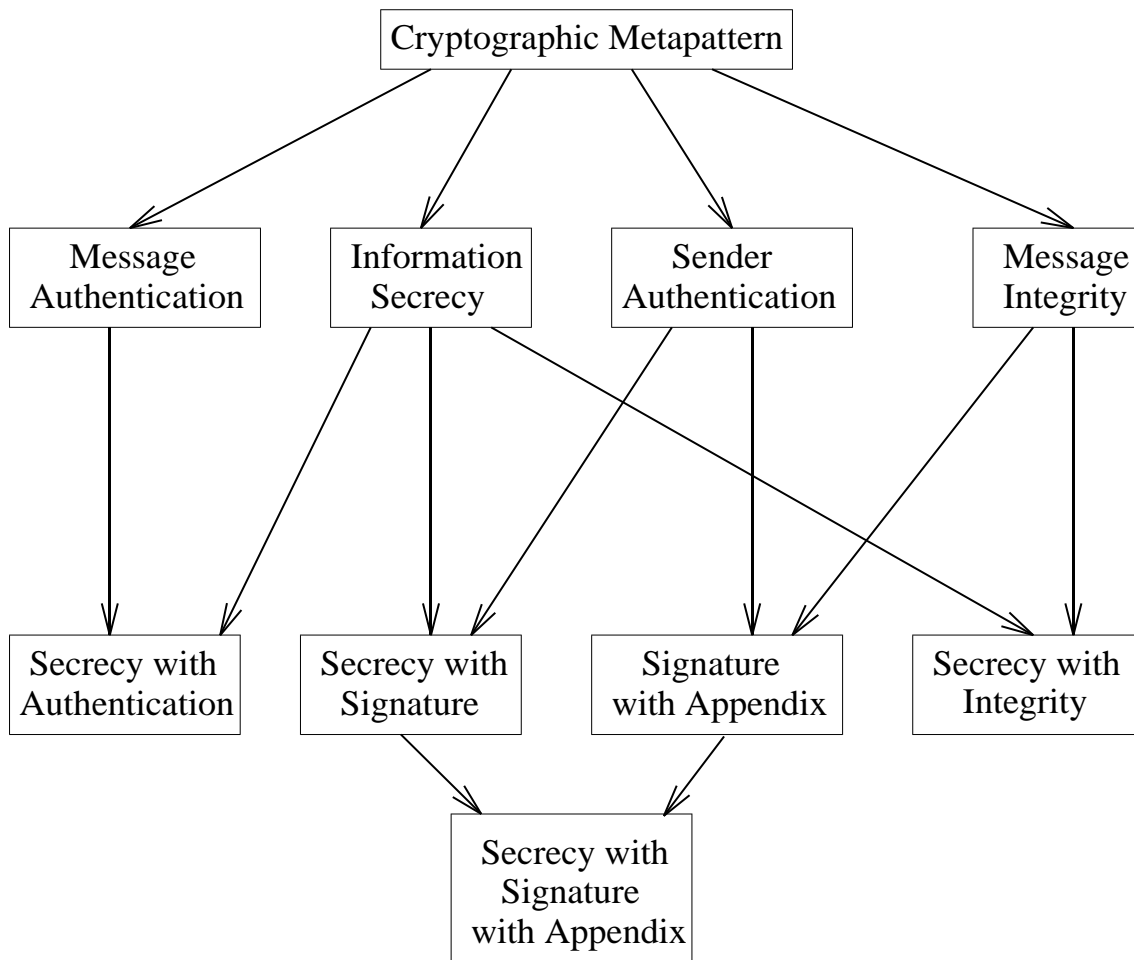 Cryptographic Metapattern
Message
Authentication
Information
Secrecy
Sender
Authentication
Message
Integrity
Secrecy with
Authentication
Secrecy with
Signature
Signature
with Appendix
Secrecy with
Integrity
Secrecy with
Signature
with Appendix